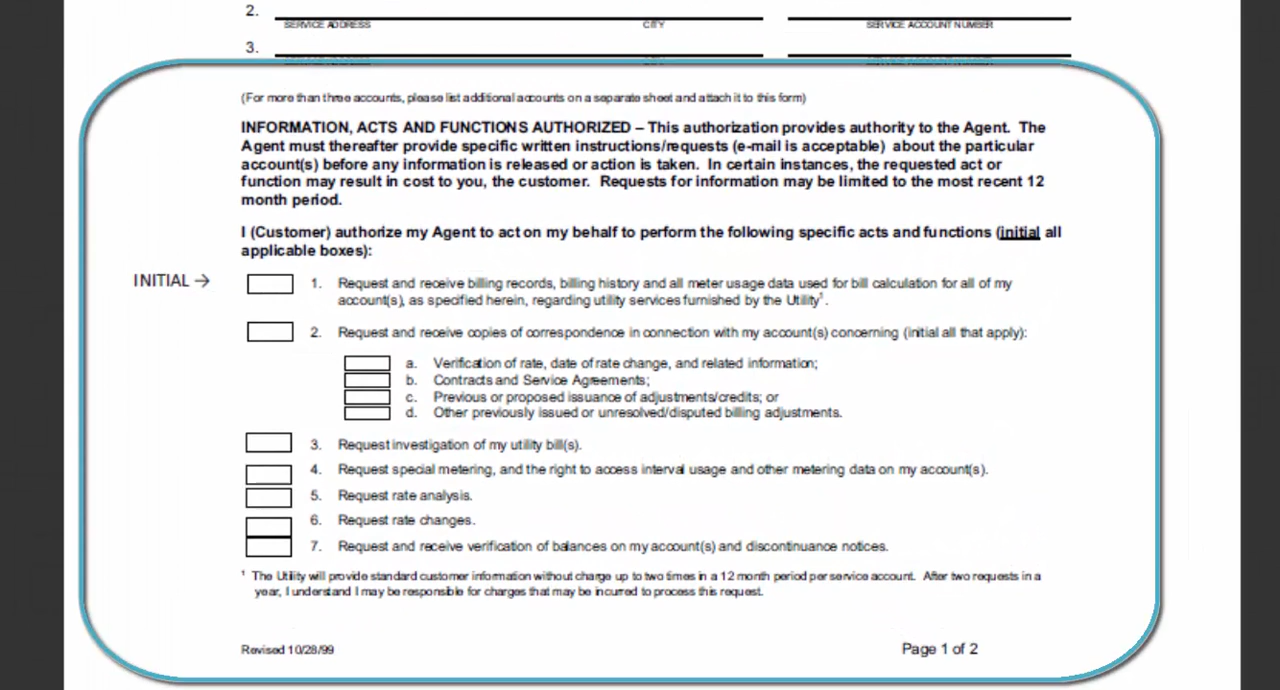 2.
SERVICE ADDRESS CITY SERVICE ACCOUNT NUMBER
3.
(For more than three accounts, please list additional accounts on a separate sheet and attach it to this form)
INFORMATION, ACTS AND FUNCTIONS AUTHORIZED – This authorization provides authority to the Agent. The
Agent must thereafter provide specific written instructions/requests (e-mail is acceptable) about the particular
account(s) before any information is released or action is taken. In certain instances, the requested act or
function may result in cost to you, the customer. Requests for information may be limited to the most recent 12
month period.
I (Customer) authorize my Agent to act on my behalf to perform the following specific acts and functions (initial all
applicable boxes):
INITIAL → 1. Request and receive billing records, billing history and all meter usage data used for bill calculation for all of my
account(s), as specified herein, regarding utility services furnished by the Utility¹.
2. Request and receive copies of correspondence in connection with my account(s) concerning (initial all that apply):
a. Verification of rate, date of rate change, and related information;
b. Contracts and Service Agreements;
c. Previous or proposed issuance of adjustments/credits; or
d. Other previously issued or unresolved/disputed billing adjustments.
3. Request investigation of my utility bill(s).
4. Request special metering, and the right to access interval usage and other metering data on my account(s).
5. Request rate analysis.
6. Request rate changes.
7. Request and receive verification of balances on my account(s) and discontinuance notices.
¹ The Utility will provide standard customer information without charge up to two times in a 12 month period per service account. After two requests in a
year, I understand I may be responsible for charges that may be incurred to process this request.
Revised 10/28/99 Page 1 of 2